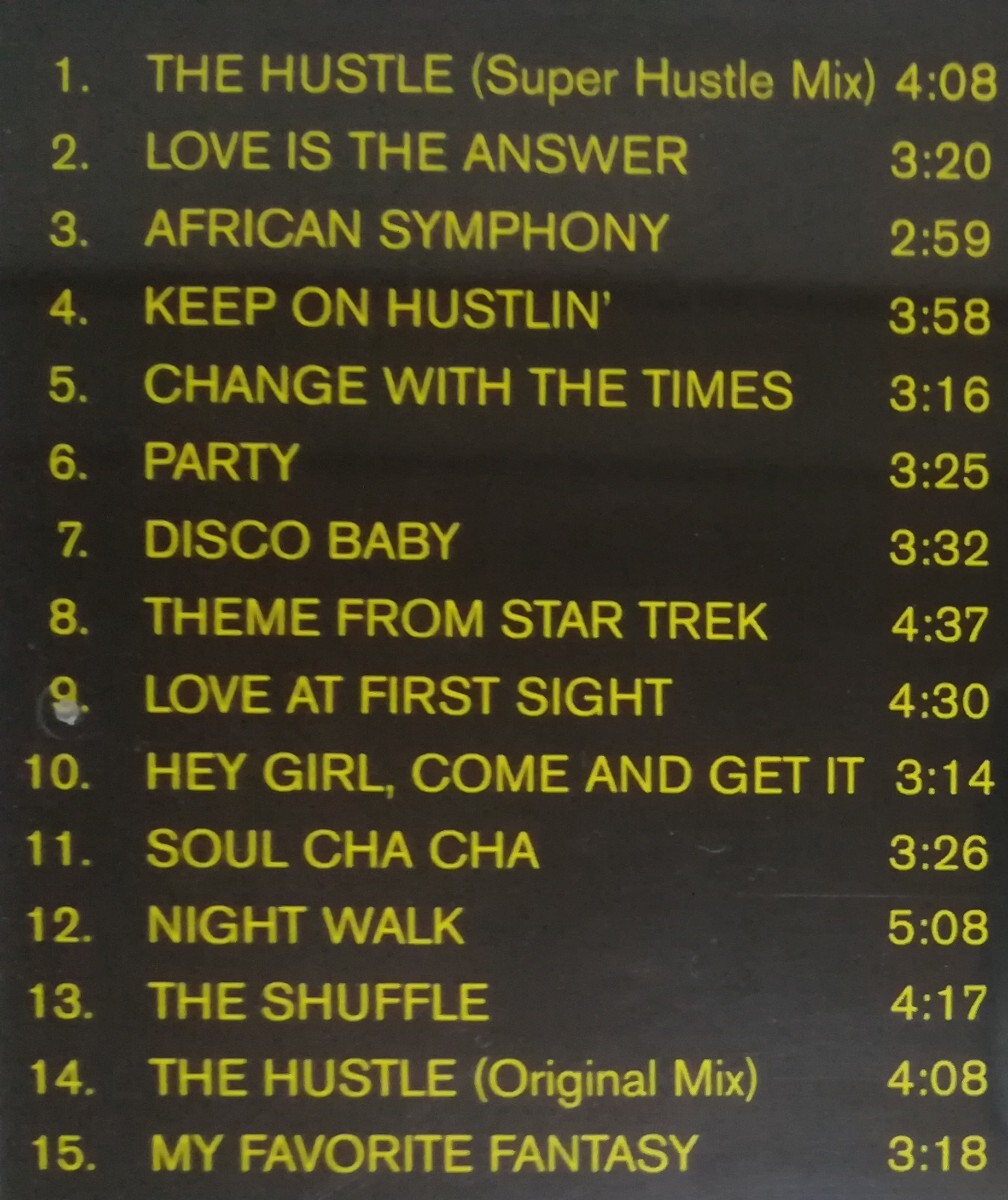 1. THE HUSTLE (Super Hustle Mix) 4:08
2. LOVE IS THE ANSWER 3:20
3. AFRICAN SYMPHONY 2:59
4. KEEP ON HUSTLIN' 3:58
5. CHANGE WITH THE TIMES 3:16
6. PARTY 3:25
7. DISCO BABY 3:32
8. THEME FROM STAR TREK 4:37
9. LOVE AT FIRST SIGHT 4:30
10. HEY GIRL, COME AND GET IT 3:14
11. SOUL CHA CHA 3:26
12. NIGHT WALK 5:08
13. THE SHUFFLE 4:17
14. THE HUSTLE (Original Mix) 4:08
15. MY FAVORITE FANTASY 3:18